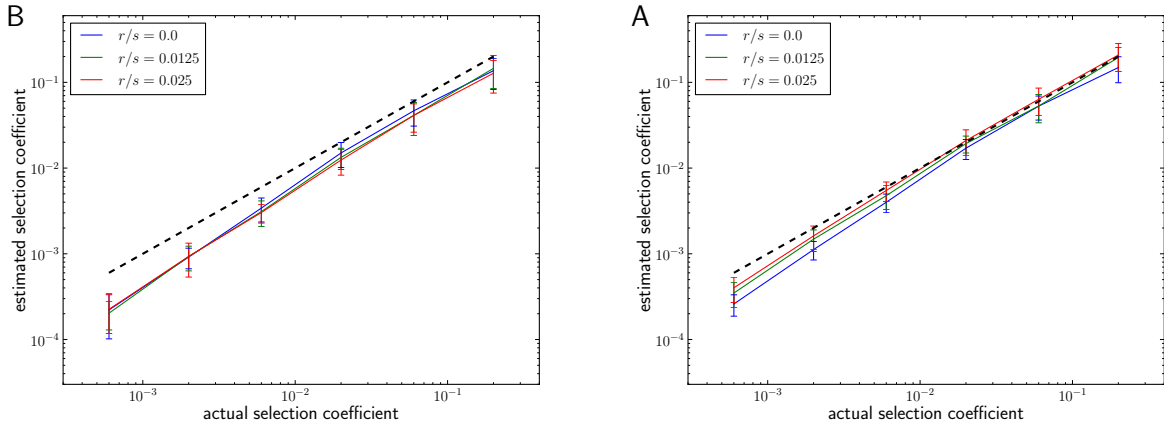 B
r/s = 0.0
r/s = 0.0125
r/s = 0.025
estimated selection coefficient
10⁻¹
10⁻²
10⁻³
10⁻⁴
10⁻³
10⁻²
10⁻¹
actual selection coefficient
A
r/s = 0.0
r/s = 0.0125
r/s = 0.025
estimated selection coefficient
10⁻¹
10⁻²
10⁻³
10⁻⁴
10⁻³
10⁻²
10⁻¹
actual selection coefficient